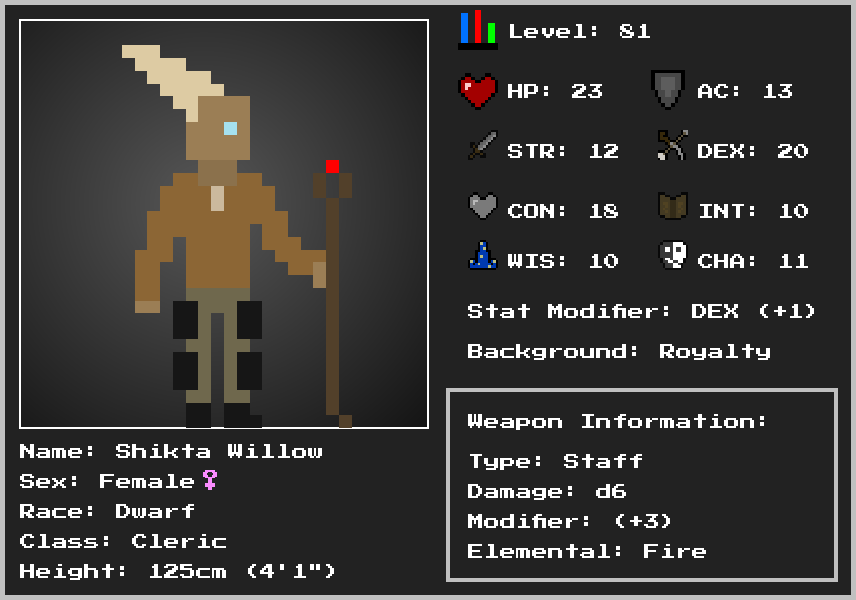 Level: 81
HP: 23 AC: 13
STR: 12 DEX: 20
CON: 18 INT: 10
WIS: 10 CHA: 11
Stat Modifier: DEX (+1)
Background: Royalty
Weapon Information:
Type: Staff
Damage: d6
Modifier: (+3)
Elemental: Fire
Name: Shikta Willow
Sex: Female♀
Race: Dwarf
Class: Cleric
Height: 125cm (4'1")